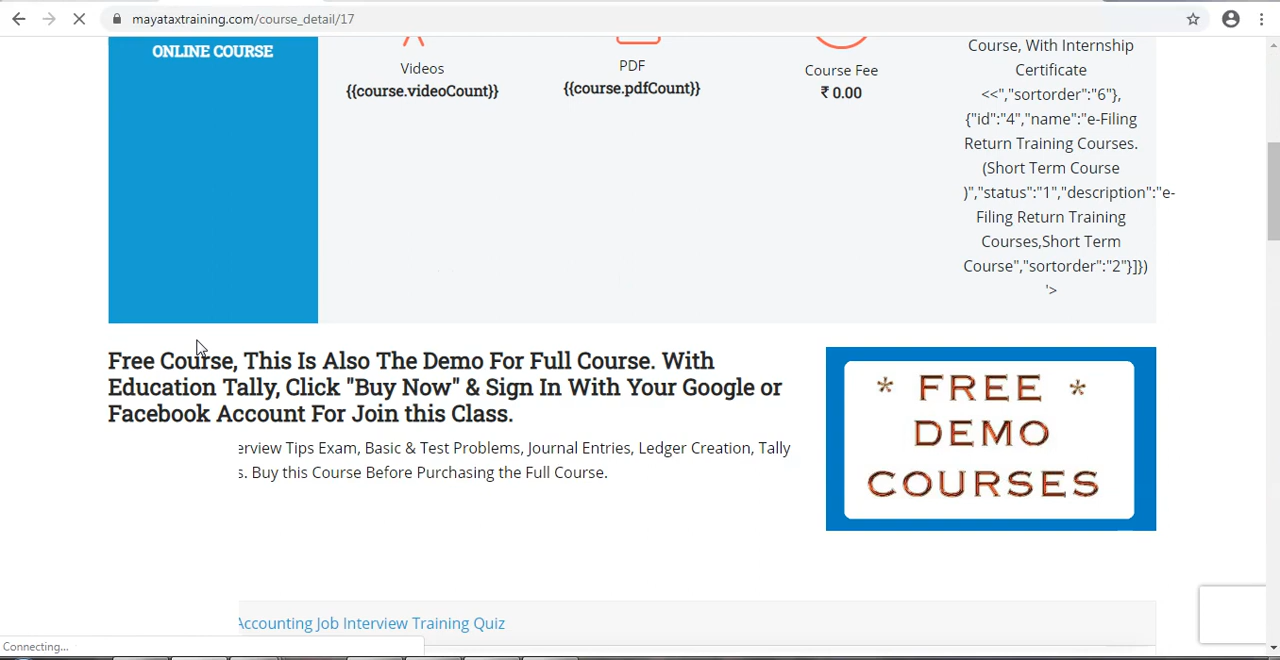 mayataxtraining.com/course_detail/17
ONLINE COURSE
Videos
{{course.videoCount}}
PDF
{{course.pdfCount}}
Course Fee
₹ 0.00
Course, With Internship
Certificate
<<","sortorder":"6"},
{"id":"4","name":"e-Filing
Return Training Courses.
(Short Term Course
)","status":"1","description":"e-
Filing Return Training
Courses,Short Term
Course","sortorder":"2"}]})
'>
Free Course, This Is Also The Demo For Full Course. With
Education Tally, Click "Buy Now" & Sign In With Your Google or
Facebook Account For Join this Class.
erview Tips Exam, Basic & Test Problems, Journal Entries, Ledger Creation, Tally
s. Buy this Course Before Purchasing the Full Course.
* FREE *
DEMO
COURSES
Accounting Job Interview Training Quiz
Connecting...